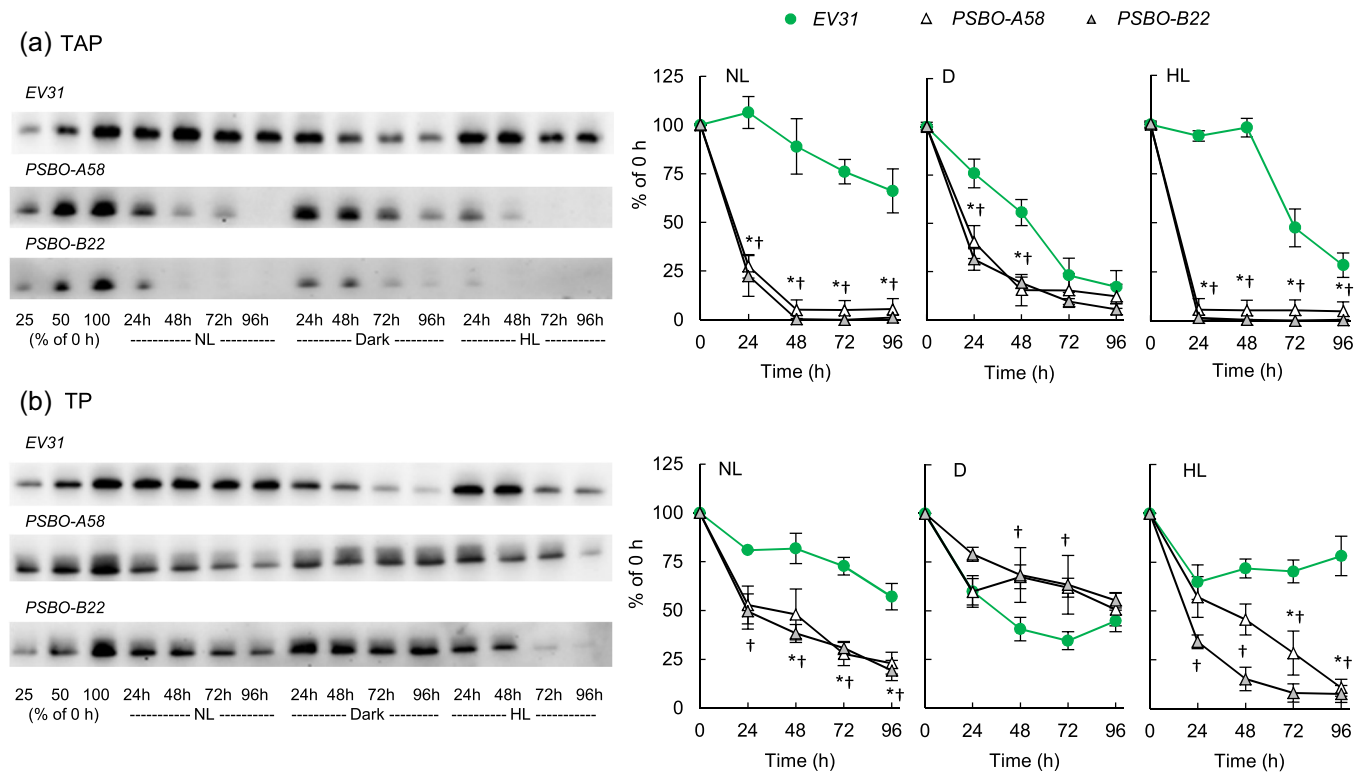 EV31 PSBO-A58 PSBO-B22
(a) TAP
EV31
PSBO-A58
PSBO-B22
25 50 100 24h 48h 72h 96h 24h 48h 72h 96h 24h 72h 96h
(% of 0 h) ----------- NL ----------- ---------- Dark ---------- ---------- HL ------------
NL
125
100
75
50
25
0
% of 0 h
*†
*†
*†
*†
0 24 48 72 96
Time (h)
D
*†
*†
0 24 48 72 96
Time (h)
HL
*†
*†
*†
*†
0 24 48 72 96
Time (h)
(b) TP
EV31
PSBO-A58
PSBO-B22
25 50 100 24h 48h 72h 96h 24h 48h 72h 96h 24h 48h 72h 96h
(% of 0 h) ----------- NL ----------- ---------- Dark ---------- ---------- HL ------------
NL
125
100
75
50
25
0
% of 0 h
†
*†
*†
*†
0 24 48 72 96
Time (h)
D
†
†
0 24 48 72 96
Time (h)
HL
†
†
*†
*†
0 24 48 72 96
Time (h)